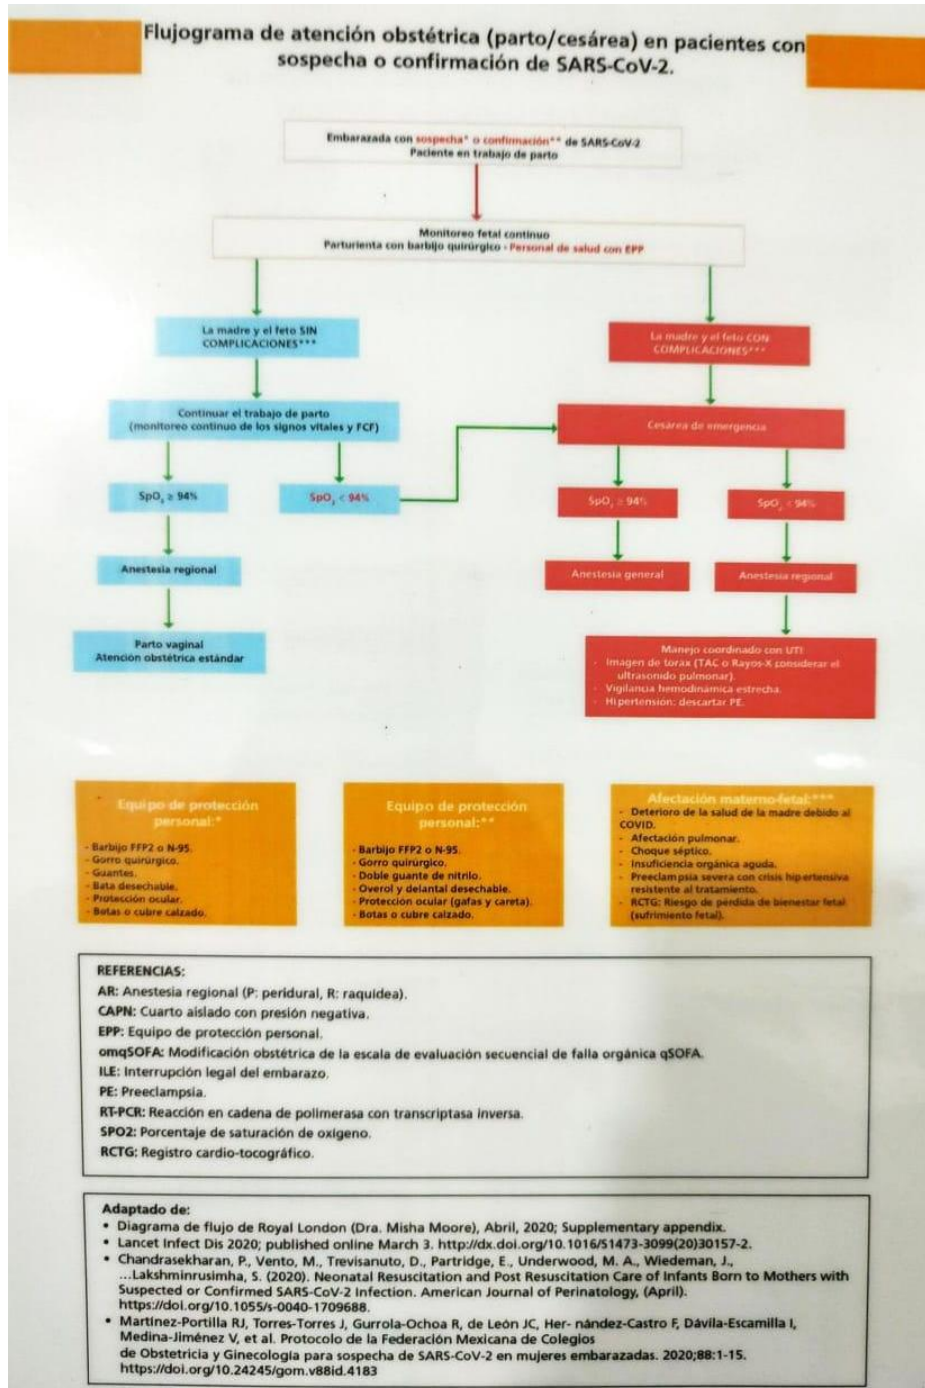 Flujograma de atención obstétrica (parto/cesárea) en pacientes con
sospecha o confirmación de SARS-CoV-2.
Embarazada con sospecha* o confirmación** de SARS-CoV-2
Paciente en trabajo de parto
Monitoreo fetal continuo
Parturienta con barbijo quirúrgico - Personal de salud con EPP
La madre y el feto SIN
COMPLICACIONES***
La madre y el feto CON
COMPLICACIONES***
Continuar el trabajo de parto
(monitoreo continuo de los signos vitales y FCF)
Cesárea de emergencia
SpO₂ ≥ 94%
SpO₂ < 94%
SpO₂ ≥ 94%
SpO₂ < 94%
Anestesia regional
Anestesia general
Anestesia regional
Parto vaginal
Atención obstétrica estándar
Manejo coordinado con UTI
- Imagen de torax (TAC o Rayos-X considerar el
ultrasonido pulmonar).
- Vigilancia hemodinámica estrecha.
- Hipertensión: descartar PE.
Equipo de protección
personal:*
- Barbijo FFP2 o N-95.
- Gorro quirúrgico.
- Guantes.
- Bata desechable.
- Protección ocular.
- Botas o cubre calzado.
Equipo de protección
personal:**
- Barbijo FFP2 o N-95.
- Gorro quirúrgico.
- Doble guante de nitrilo.
- Overol y delantal desechable.
- Protección ocular (gafas y careta).
- Botas o cubre calzado.
Afectación materno-fetal:***
- Deterioro de la salud de la madre debido al
COVID.
- Afectación pulmonar.
- Choque séptico.
- Insuficiencia orgánica aguda.
- Preeclampsia severa con crisis hipertensiva
resistente al tratamiento.
- RCTG: Riesgo de pérdida de bienestar fetal
(sufrimiento fetal).
REFERENCIAS:
AR: Anestesia regional (P: peridural, R: raquidea).
CAPN: Cuarto aislado con presión negativa.
EPP: Equipo de protección personal.
omqSOFA: Modificación obstétrica de la escala de evaluación secuencial de falla orgánica qSOFA.
ILE: Interrupción legal del embarazo.
PE: Preeclampsia.
RT-PCR: Reacción en cadena de polimerasa con transcriptasa inversa.
SPO2: Porcentaje de saturación de oxígeno.
RCTG: Registro cardio-tocográfico.
Adaptado de:
• Diagrama de flujo de Royal London (Dra. Misha Moore), Abril, 2020; Supplementary appendix.
• Lancet Infect Dis 2020; published online March 3. http://dx.doi.org/10.1016/S1473-3099(20)30157-2.
• Chandrasekharan, P., Vento, M., Trevisanuto, D., Partridge, E., Underwood, M. A., Wiedeman, J.,
...Lakshminrusimha, S. (2020). Neonatal Resuscitation and Post Resuscitation Care of Infants Born to Mothers with
Suspected or Confirmed SARS-CoV-2 Infection. American Journal of Perinatology, (April).
https://doi.org/10.1055/s-0040-1709688.
• Martínez-Portilla RJ, Torres-Torres J, Gurrola-Ochoa R, de León JC, Her- nández-Castro F, Dávila-Escamilla I,
Medina-Jiménez V, et al. Protocolo de la Federación Mexicana de Colegios
de Obstetricia y Ginecología para sospecha de SARS-CoV-2 en mujeres embarazadas. 2020;88:1-15.
https://doi.org/10.24245/gom.v88id.4183